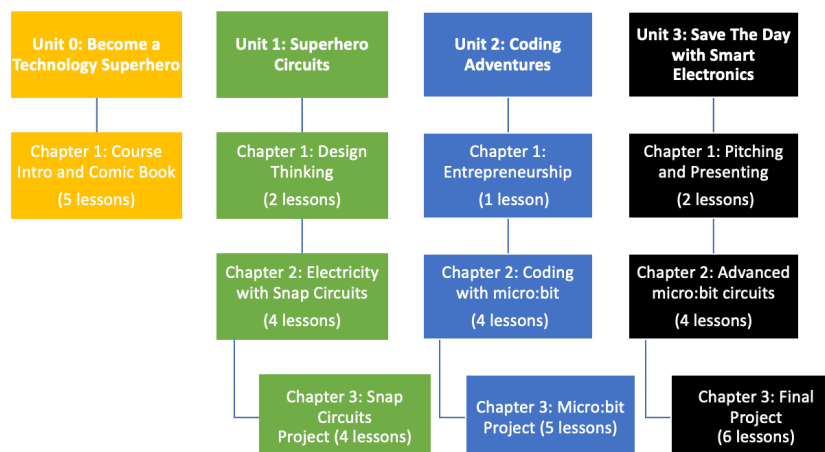 Unit 0: Become a
Technology Superhero
Chapter 1: Course
Intro and Comic Book
(5 lessons)
Unit 1: Superhero
Circuits
Chapter 1: Design
Thinking
(2 lessons)
Chapter 2: Electricity
with Snap Circuits
(4 lessons)
Chapter 3: Snap
Circuits
Project (4 lessons)
Unit 2: Coding
Adventures
Chapter 1:
Entrepreneurship
(1 lesson)
Chapter 2: Coding
with micro:bit
(4 lessons)
Chapter 3: Micro:bit
Project (5 lessons)
Unit 3: Save The Day
with Smart
Electronics
Chapter 1: Pitching
and Presenting
(2 lessons)
Chapter 2: Advanced
micro:bit circuits
(4 lessons)
Chapter 3: Final
Project
(6 lessons)